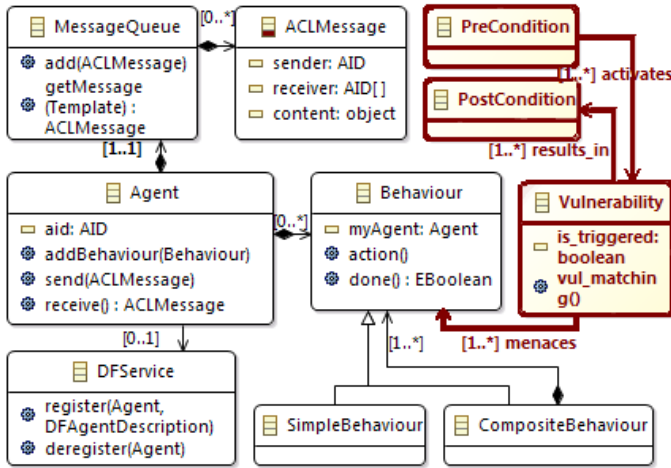 MessageQueue
add(ACLMessage)
getMessage
(Template) :
ACLMessage
[0..*]
ACLMessage
sender: AID
receiver: AID[]
content: object
PreCondition
[1..*] activates
PostCondition
[1..*] results_in
[1..1]
Agent
aid: AID
addBehaviour(Behaviour)
send(ACLMessage)
receive() : ACLMessage
[0..*]
Behaviour
myAgent: Agent
action()
done() : EBoolean
Vulnerability
is_triggered:
boolean
vul_matchin
g()
[0..1]
[1..*]
[1..*] menaces
DFService
register(Agent,
DFAgentDescription)
deregister(Agent)
SimpleBehaviour
CompositeBehaviour